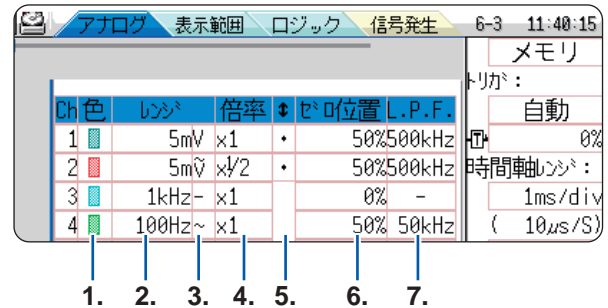 アナログ 表示範囲 ロジック 信号発生 6-3 11:40:15
メモリ
トリガ:
自動
T 0%
時間軸レンジ:
1ms/div
( 10µs/S)
Ch 色 レンジ 倍率 ↕ ゼロ位置 L.P.F.
1 5mV x1 • 50% 500kHz
2 5mṼ x1/2 • 50% 500kHz
3 1kHz- x1 0% -
4 100Hz~ x1 50% 50kHz
1. 2. 3. 4. 5. 6. 7.